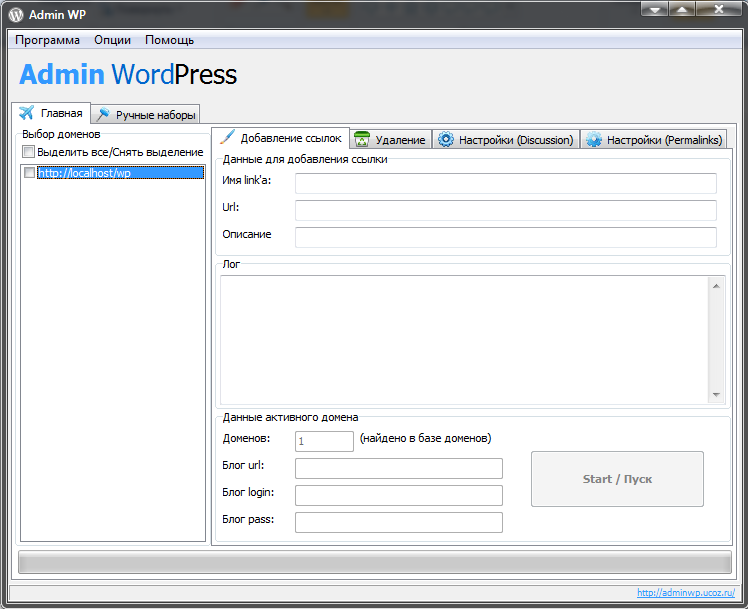 Admin WP
Программа Опции Помощь
Admin WordPress
Главная Ручные наборы
Выбор доменов
Выделить все/Снять выделение
http://localhost/wp
Добавление ссылок Удаление Настройки (Discussion) Настройки (Permalinks)
Данные для добавления ссылки
Имя link'а:
Url:
Описание
Лог
Данные активного домена
Доменов: 1 (найдено в базе доменов)
Блог url:
Блог login:
Блог pass:
Start / Пуск
http://adminwp.ucoz.ru/